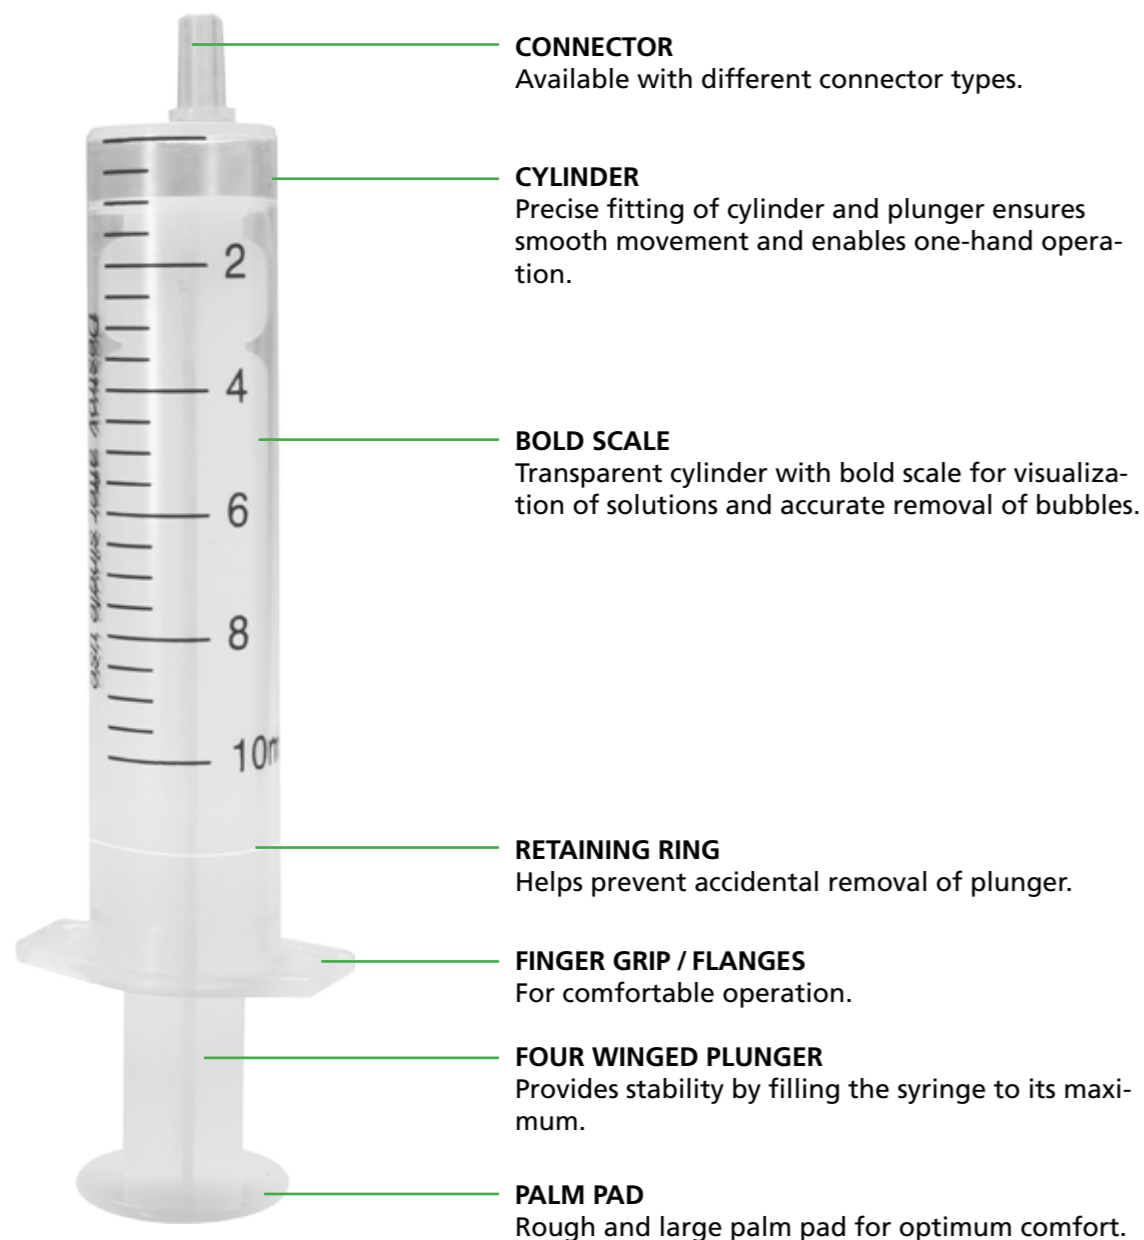 CONNECTOR
Available with different connector types.
CYLINDER
Precise fitting of cylinder and plunger ensures
smooth movement and enables one-hand opera-
tion.
2
4
BOLD SCALE
Transparent cylinder with bold scale for visualiza-
tion of solutions and accurate removal of bubbles.
6
8
10m
RETAINING RING
Helps prevent accidental removal of plunger.
FINGER GRIP / FLANGES
For comfortable operation.
FOUR WINGED PLUNGER
Provides stability by filling the syringe to its maxi-
mum.
PALM PAD
Rough and large palm pad for optimum comfort.
Destroy after single use